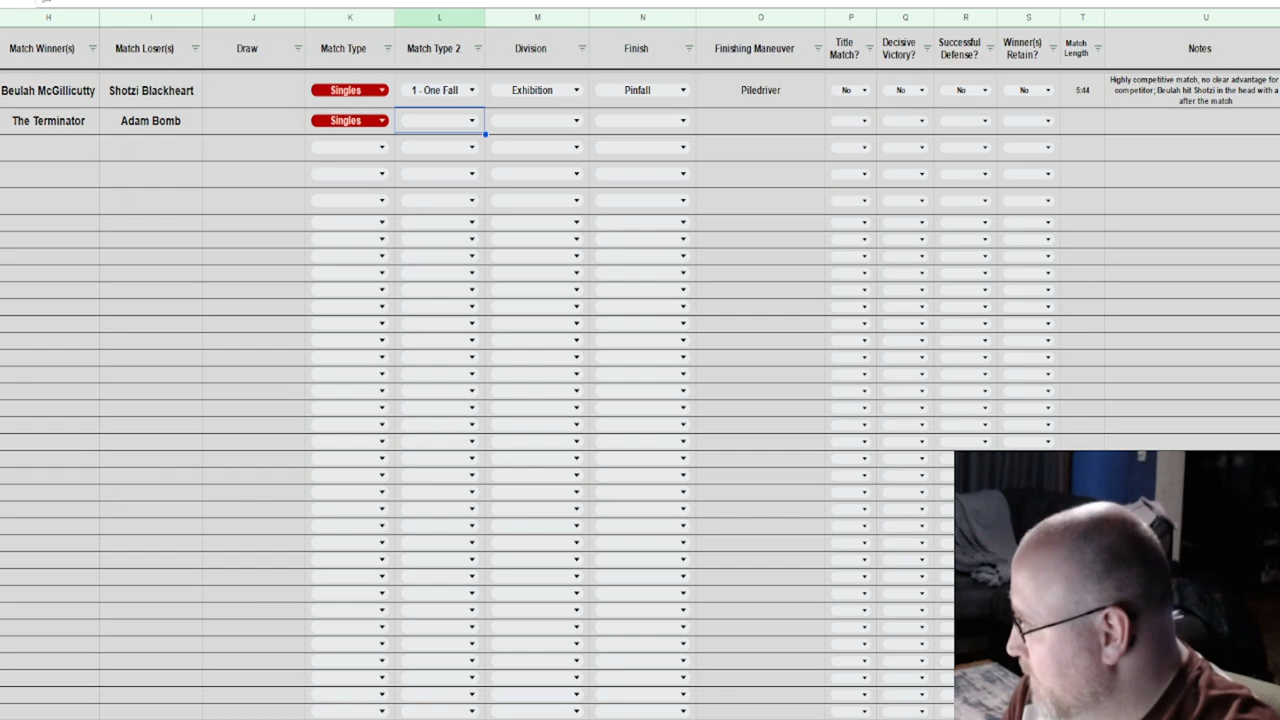 H I J K L M N O P Q R S T U
Match Winner(s) Match Loser(s) Draw Match Type Match Type 2 Division Finish Finishing Maneuver Title Match? Decisive Victory? Successful Defense? Winner(s) Retain? Match Length Notes
Beulah McGillicutty Shotzi Blackheart Singles 1 - One Fall Exhibition Pinfall Piledriver No No No No 5:44 Highly competitive match, no clear advantage for
competitor; Beulah hit Shotzi in the head with a
after the match
The Terminator Adam Bomb Singles